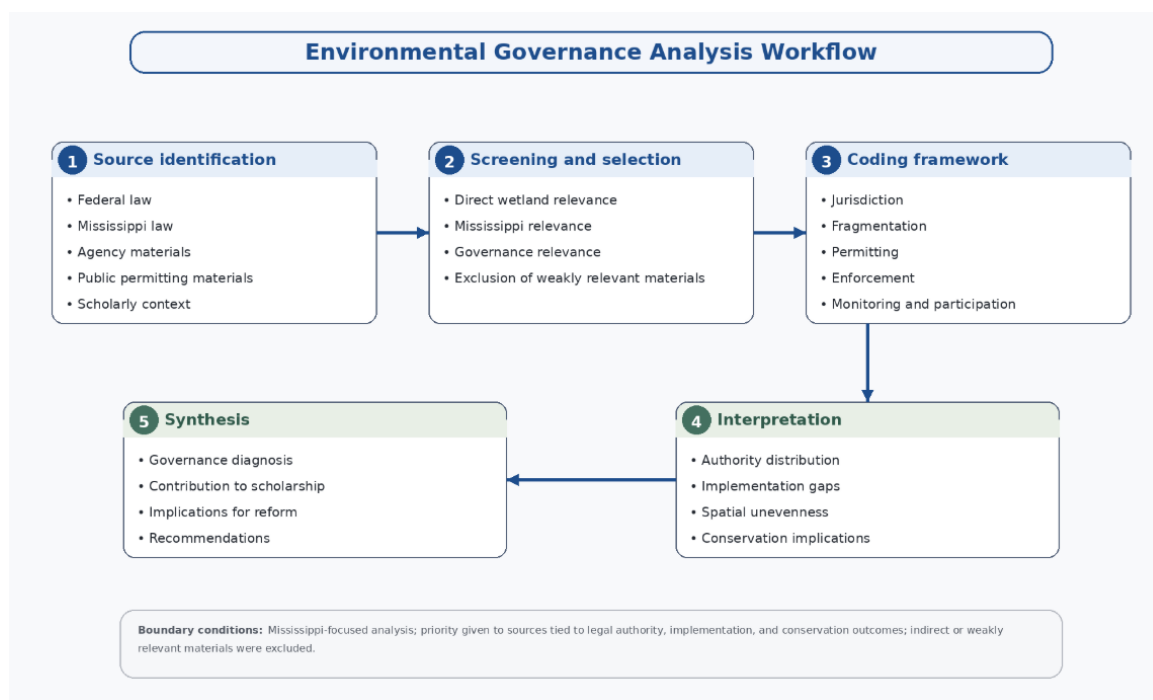 Environmental Governance Analysis Workflow
1 Source identification
• Federal law
• Mississippi law
• Agency materials
• Public permitting materials
• Scholarly context
2 Screening and selection
• Direct wetland relevance
• Mississippi relevance
• Governance relevance
• Exclusion of weakly relevant materials
3 Coding framework
• Jurisdiction
• Fragmentation
• Permitting
• Enforcement
• Monitoring and participation
4 Interpretation
• Authority distribution
• Implementation gaps
• Spatial unevenness
• Conservation implications
5 Synthesis
• Governance diagnosis
• Contribution to scholarship
• Implications for reform
• Recommendations
Boundary conditions: Mississippi-focused analysis; priority given to sources tied to legal authority, implementation, and conservation outcomes; indirect or weakly
relevant materials were excluded.